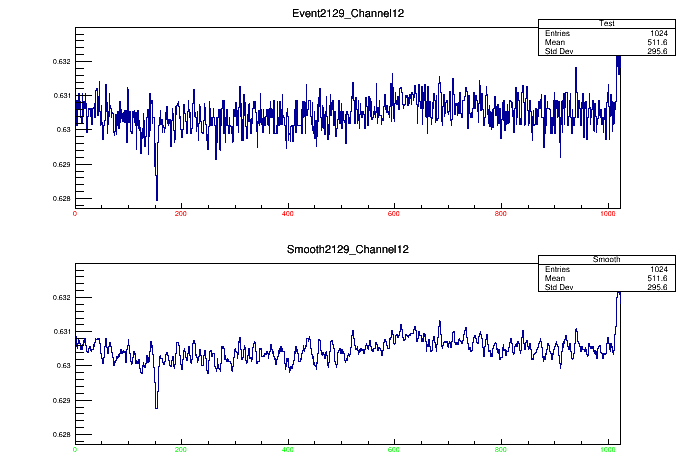 Event2129_Channel12
Test
Entries 1024
Mean 511.6
Std Dev 295.6
0.632
0.631
0.63
0.629
0.628
0 200 400 600 800 1000
Smooth2129_Channel12
Smooth
Entries 1024
Mean 511.6
Std Dev 295.6
0.632
0.631
0.63
0.629
0.628
0 200 400 600 800 1000